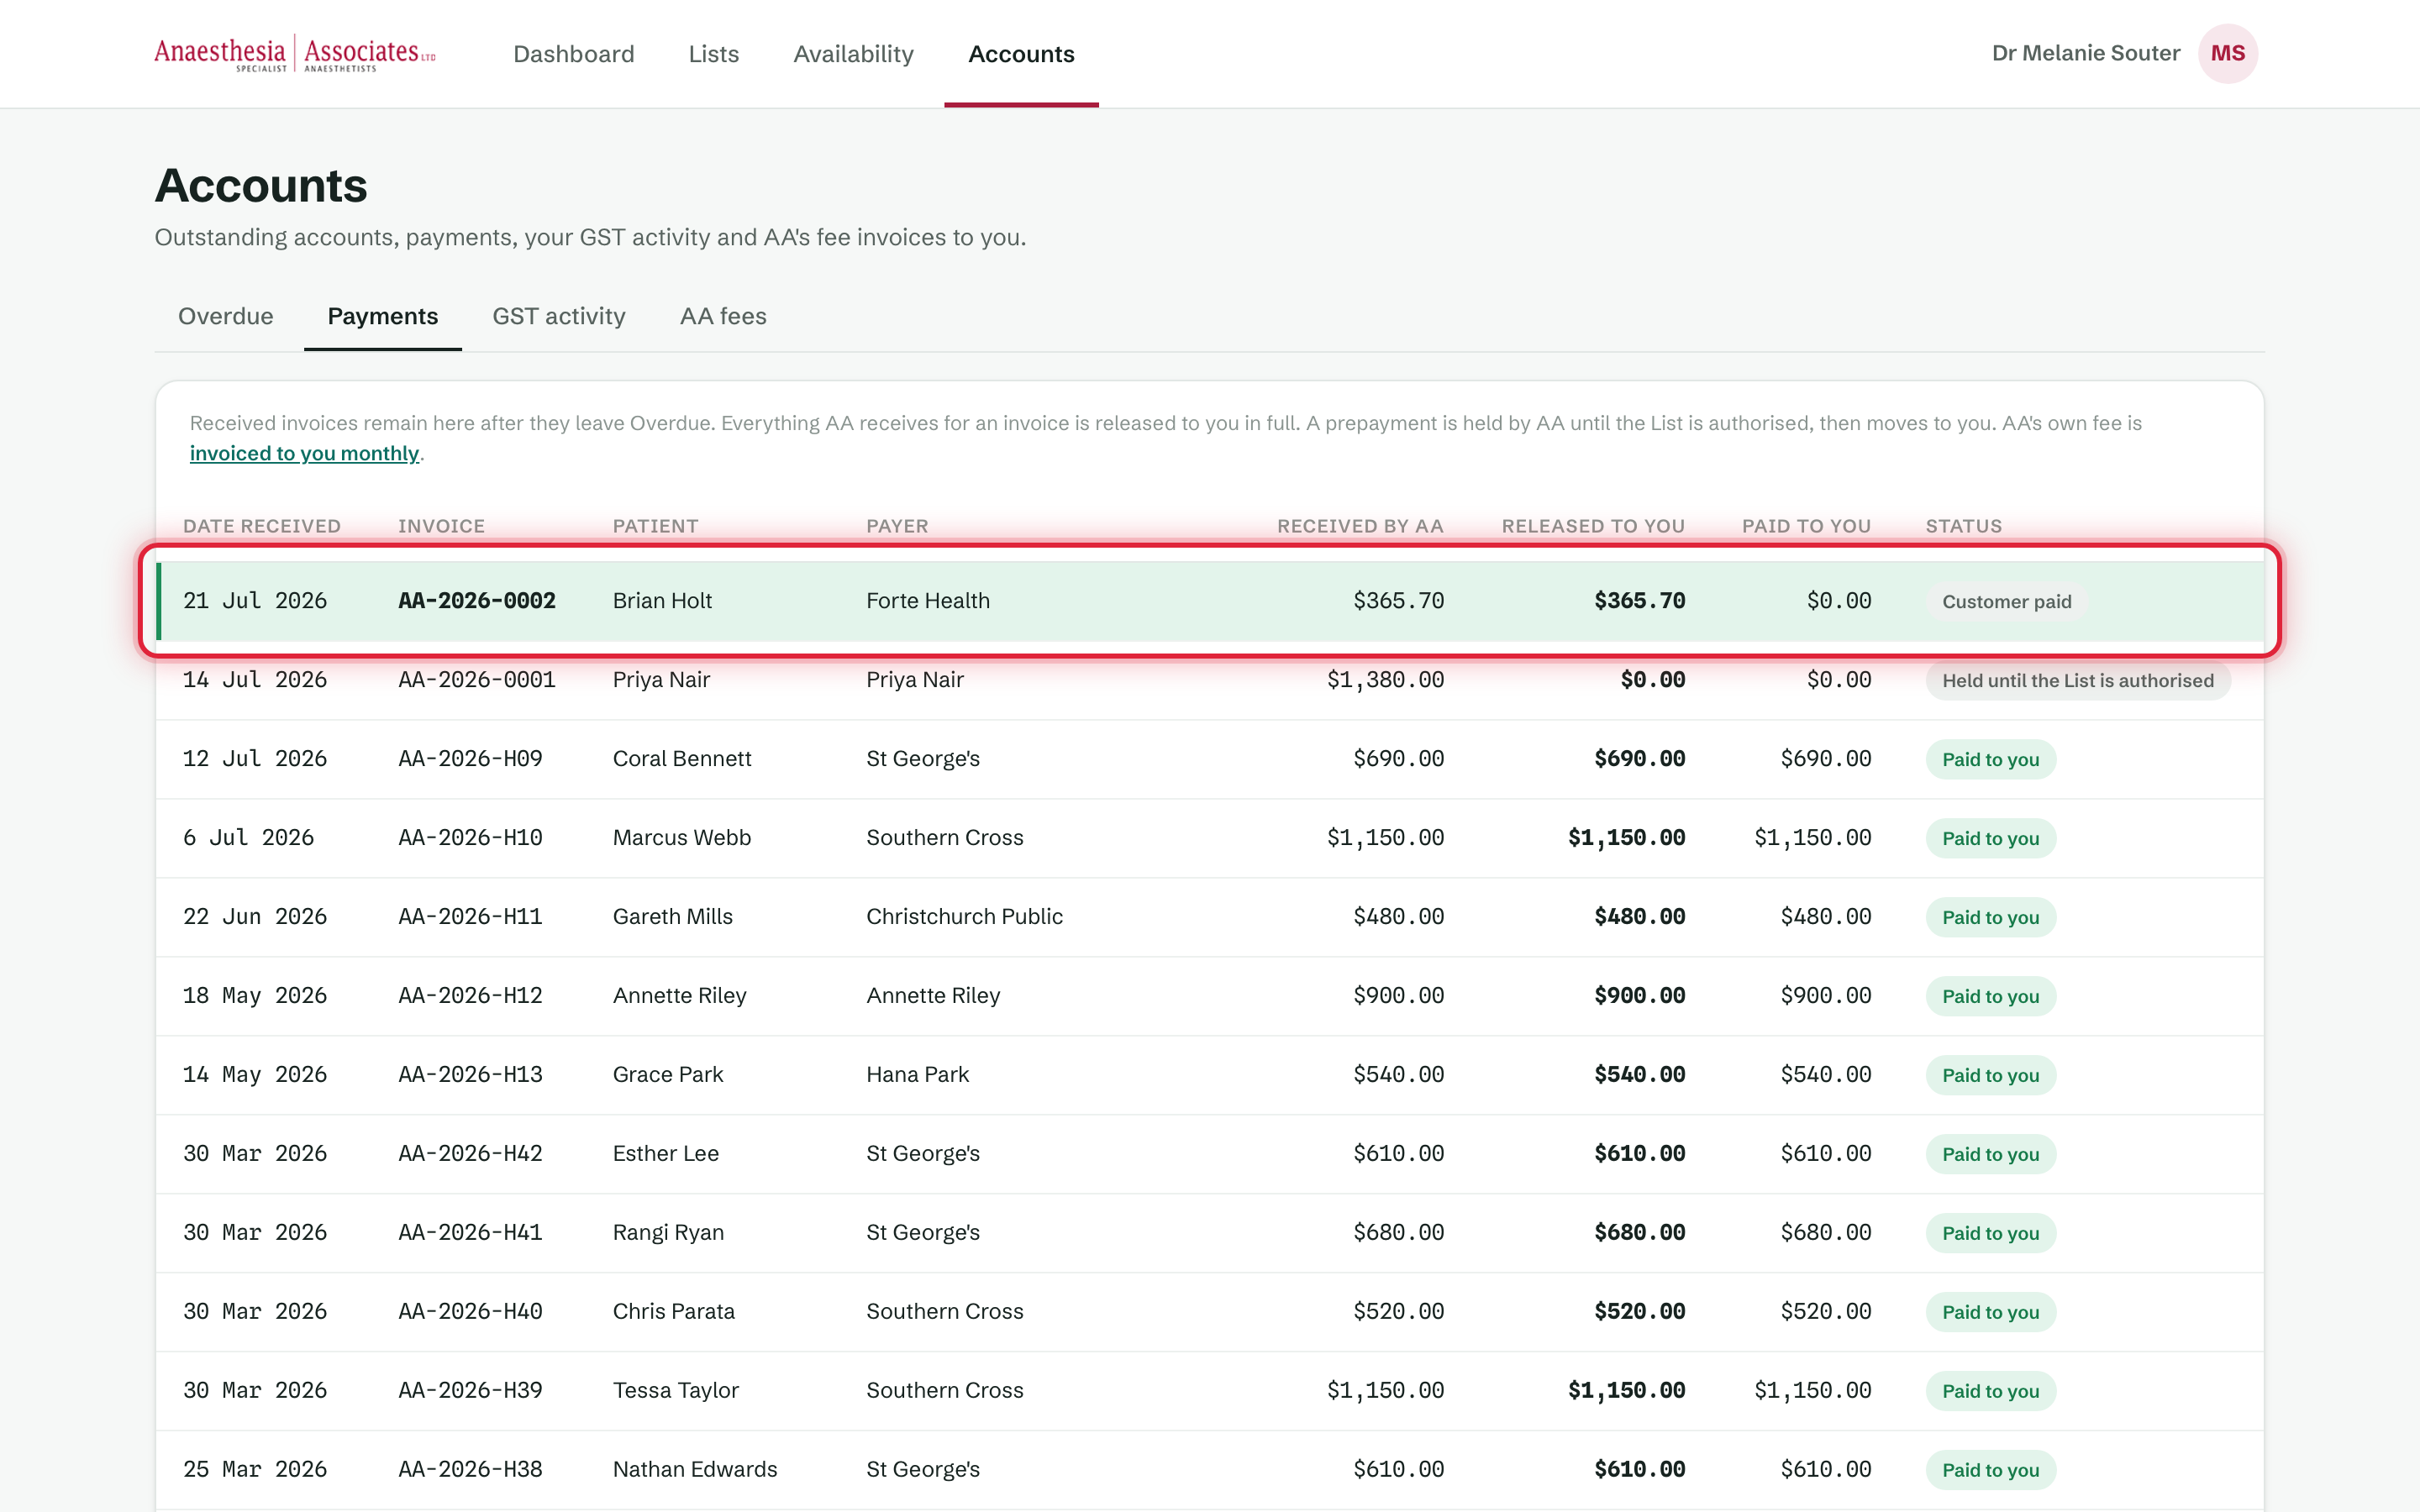 Anaesthesia | Associates LTD
SPECIALIST ANAESTHETISTS
Dashboard Lists Availability Accounts
Dr Melanie Souter MS
Accounts
Outstanding accounts, payments, your GST activity and AA's fee invoices to you.
Overdue Payments GST activity AA fees
Received invoices remain here after they leave Overdue. Everything AA receives for an invoice is released to you in full. A prepayment is held by AA until the List is authorised, then moves to you. AA's own fee is
invoiced to you monthly.
DATE RECEIVED INVOICE PATIENT PAYER RECEIVED BY AA RELEASED TO YOU PAID TO YOU STATUS
21 Jul 2026 AA-2026-0002 Brian Holt Forte Health $365.70 $365.70 $0.00 Customer paid
14 Jul 2026 AA-2026-0001 Priya Nair Priya Nair $1,380.00 $0.00 $0.00 Held until the List is authorised
12 Jul 2026 AA-2026-H09 Coral Bennett St George's $690.00 $690.00 $690.00 Paid to you
6 Jul 2026 AA-2026-H10 Marcus Webb Southern Cross $1,150.00 $1,150.00 $1,150.00 Paid to you
22 Jun 2026 AA-2026-H11 Gareth Mills Christchurch Public $480.00 $480.00 $480.00 Paid to you
18 May 2026 AA-2026-H12 Annette Riley Annette Riley $900.00 $900.00 $900.00 Paid to you
14 May 2026 AA-2026-H13 Grace Park Hana Park $540.00 $540.00 $540.00 Paid to you
30 Mar 2026 AA-2026-H42 Esther Lee St George's $610.00 $610.00 $610.00 Paid to you
30 Mar 2026 AA-2026-H41 Rangi Ryan St George's $680.00 $680.00 $680.00 Paid to you
30 Mar 2026 AA-2026-H40 Chris Parata Southern Cross $520.00 $520.00 $520.00 Paid to you
30 Mar 2026 AA-2026-H39 Tessa Taylor Southern Cross $1,150.00 $1,150.00 $1,150.00 Paid to you
25 Mar 2026 AA-2026-H38 Nathan Edwards St George's $610.00 $610.00 $610.00 Paid to you